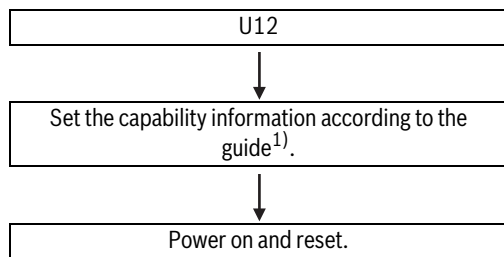 U12
Set the capability information according to the
guide1).
Power on and reset.